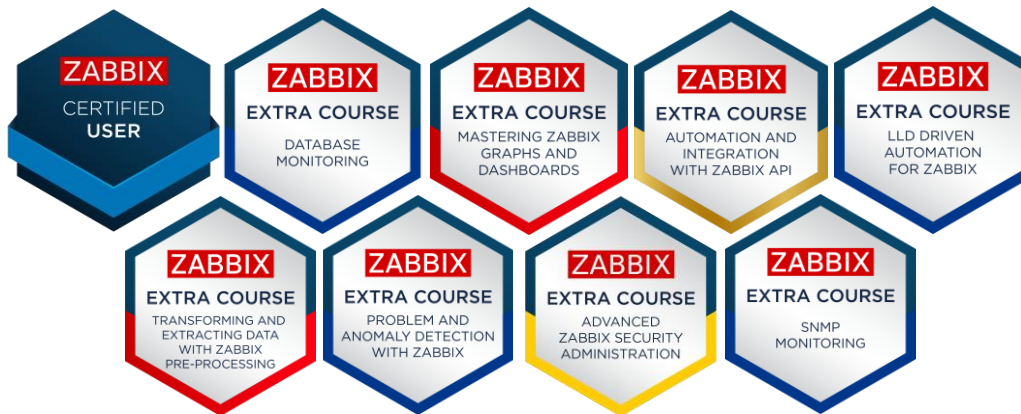 ZABBIX
CERTIFIED
USER
ZABBIX
EXTRA COURSE
DATABASE
MONITORING
ZABBIX
EXTRA COURSE
MASTERING ZABBIX
GRAPHS AND
DASHBOARDS
ZABBIX
EXTRA COURSE
AUTOMATION AND
INTEGRATION
WITH ZABBIX API
ZABBIX
EXTRA COURSE
LLD DRIVEN
AUTOMATION
FOR ZABBIX
ZABBIX
EXTRA COURSE
TRANSFORMING AND
EXTRACTING DATA
WITH ZABBIX
PRE-PROCESSING
ZABBIX
EXTRA COURSE
PROBLEM AND
ANOMALY DETECTION
WITH ZABBIX
ZABBIX
EXTRA COURSE
ADVANCED
ZABBIX SECURITY
ADMINISTRATION
ZABBIX
EXTRA COURSE
SNMP
MONITORING